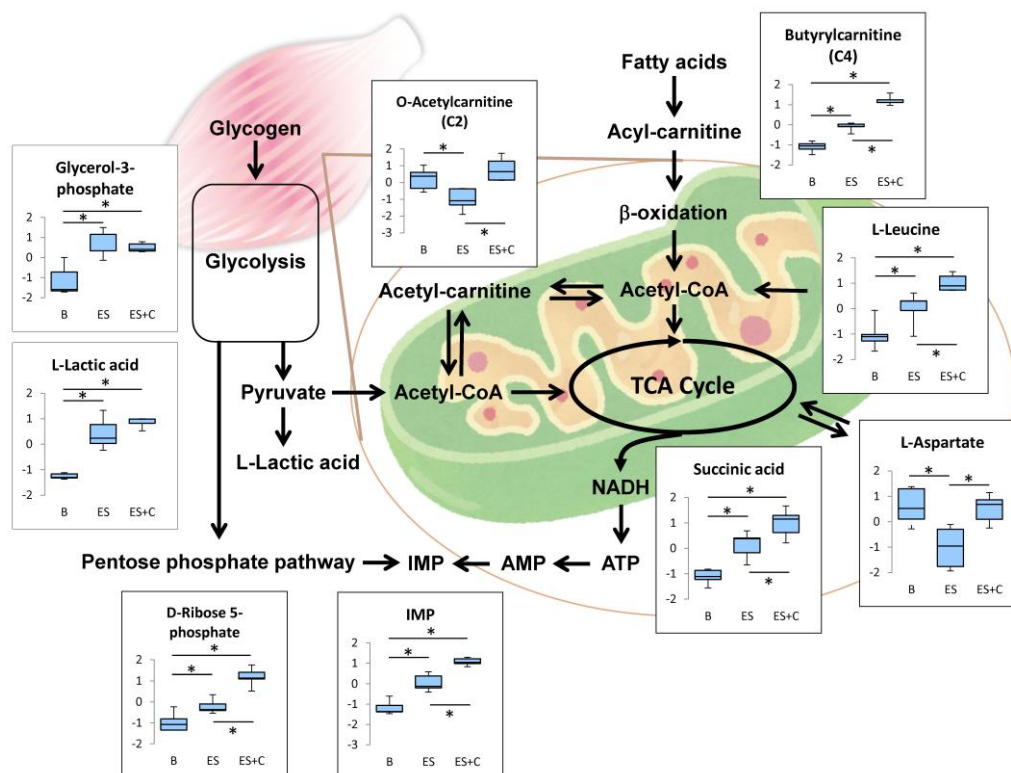 Butyrylcarnitine
(C4)
2
*
1
*
0
-1
*
-2
B
ES
ES+C
Fatty acids
O-Acetylcarnitine
(C2)
2
*
1
0
-1
-2
*
-3
B
ES
ES+C
Glycogen
Acyl-carnitine
Glycerol-3-
phosphate
2
*
*
1
0
-1
-2
B
ES
ES+C
β-oxidation
L-Leucine
2
*
*
1
0
-1
*
-2
B
ES
ES+C
Glycolysis
Acetyl-carnitine
Acetyl-CoA
L-Lactic acid
2
*
*
1
0
-1
-2
B
ES
ES+C
Pyruvate
Acetyl-CoA
TCA Cycle
L-Lactic acid
L-Aspartate
2
*
*
1
0
-1
-2
B
ES
ES+C
NADH
Succinic acid
2
*
*
1
0
-1
*
-2
B
ES
ES+C
Pentose phosphate pathway
IMP
AMP
ATP
D-Ribose 5-
phosphate
2
*
*
1
0
-1
*
-2
B
ES
ES+C
IMP
2
*
*
1
0
-1
*
-2
-3
B
ES
ES+C